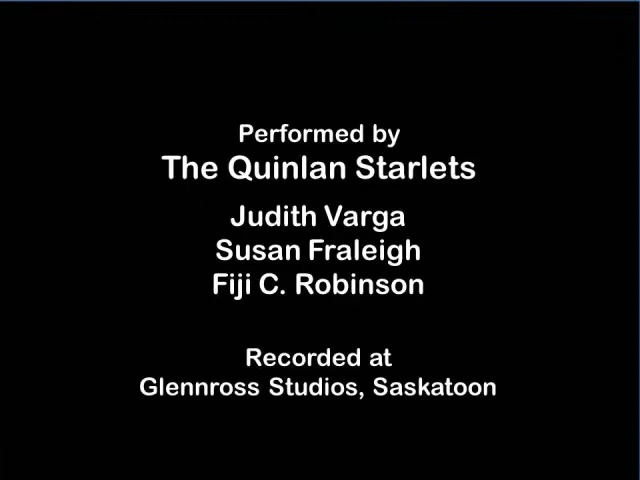 Performed by
The Quinlan Starlets
Judith Varga
Susan Fraleigh
Fiji C. Robinson
Recorded at
Glennross Studios, Saskatoon